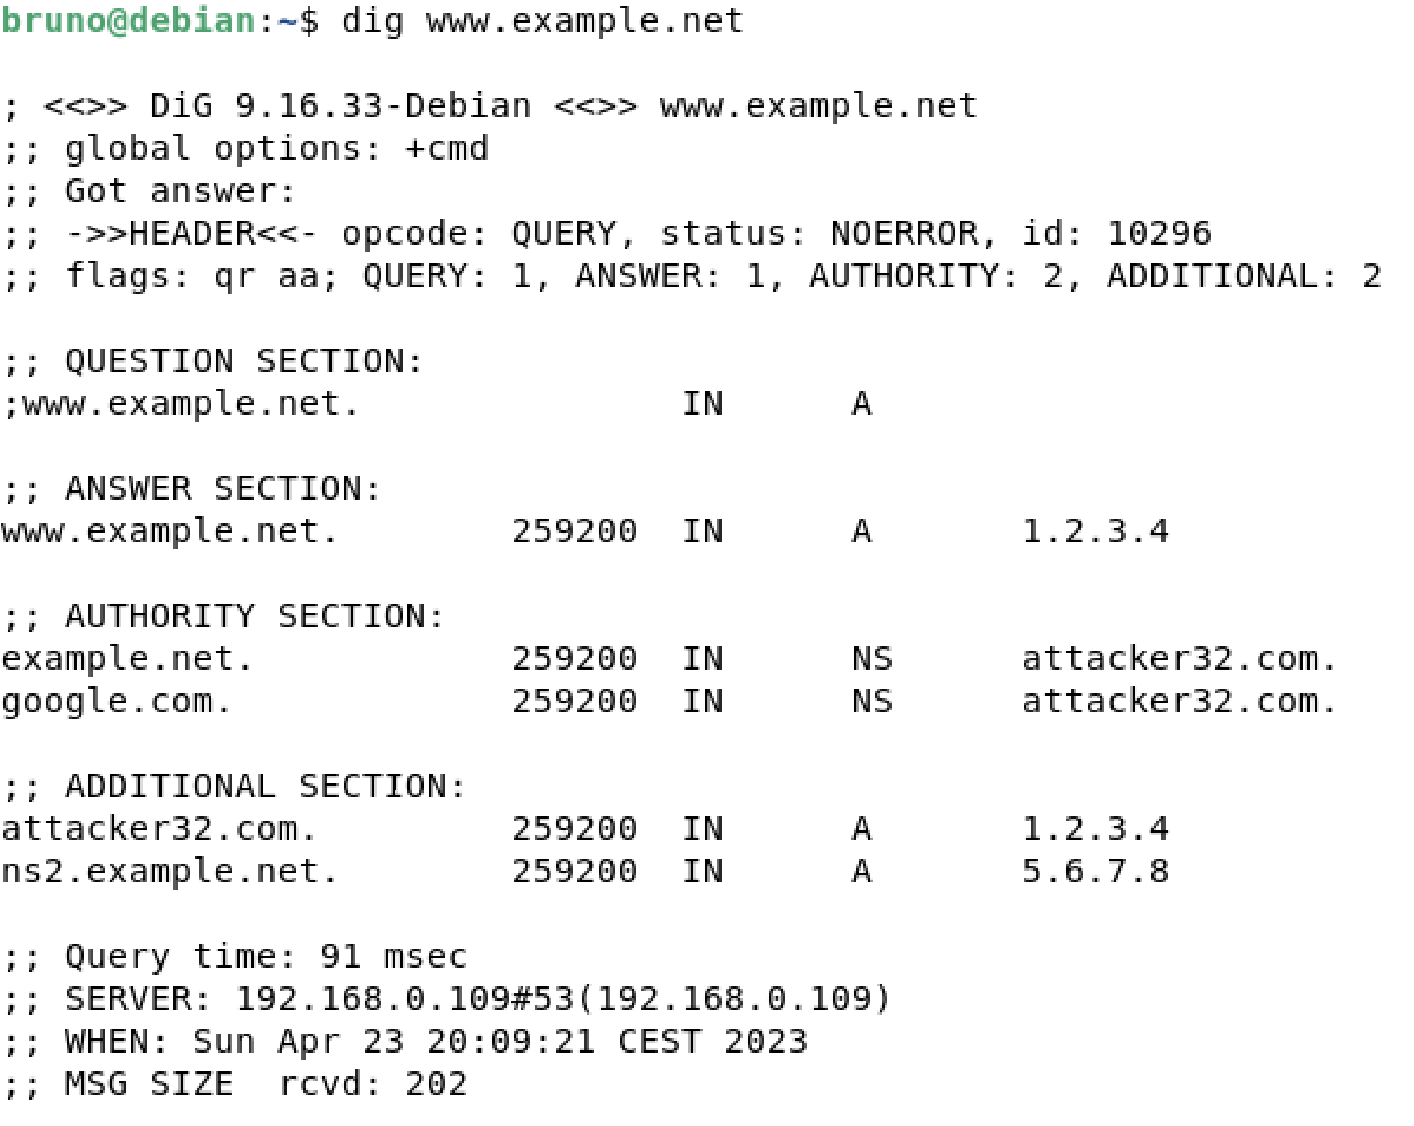 bruno@debian:~$ dig www.example.net
; <<>> DiG 9.16.33-Debian <<>> www.example.net
;; global options: +cmd
;; Got answer:
;; ->>HEADER<<- opcode: QUERY, status: NOERROR, id: 10296
;; flags: qr aa; QUERY: 1, ANSWER: 1, AUTHORITY: 2, ADDITIONAL: 2
;; QUESTION SECTION:
;www.example.net. IN A
;; ANSWER SECTION:
www.example.net. 259200 IN A 1.2.3.4
;; AUTHORITY SECTION:
example.net. 259200 IN NS attacker32.com.
google.com. 259200 IN NS attacker32.com.
;; ADDITIONAL SECTION:
attacker32.com. 259200 IN A 1.2.3.4
ns2.example.net. 259200 IN A 5.6.7.8
;; Query time: 91 msec
;; SERVER: 192.168.0.109#53(192.168.0.109)
;; WHEN: Sun Apr 23 20:09:21 CEST 2023
;; MSG SIZE  rcvd: 202